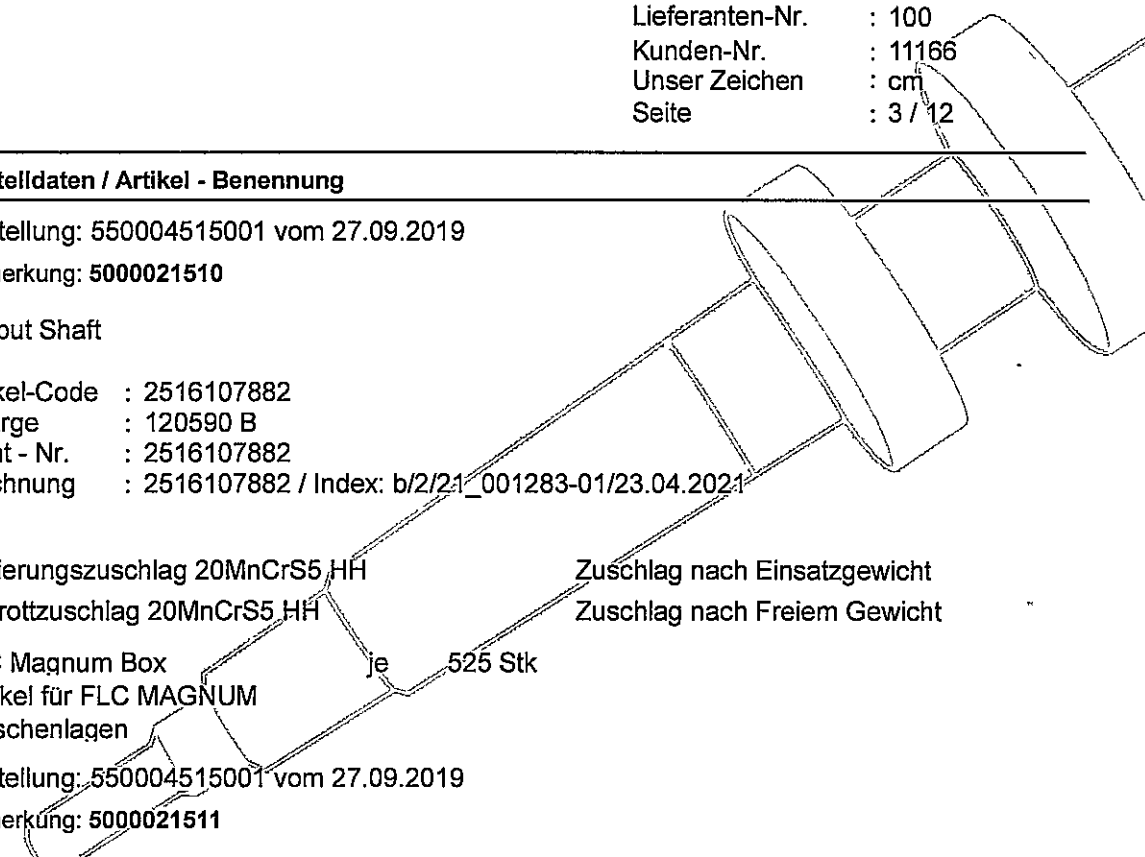 Lieferanten-Nr. : 100
Kunden-Nr. : 11166
Unser Zeichen : cm
Seite : 3 / 12
telldaten / Artikel - Benennung
tellung: 550004515001 vom 27.09.2019
erkung: 5000021510
out Shaft
kel-Code : 2516107882
rge : 120590 B
t - Nr. : 2516107882
chnung : 2516107882 / Index: b/2/21_001283-01/23.04.2021
ierungszuschlag 20MnCrS5 HH Zuschlag nach Einsatzgewicht
rottzuschlag 20MnCrS5 HH Zuschlag nach Freiem Gewicht
Magnum Box je 525 Stk
kel für FLC MAGNUM
schenlagen
tellung: 550004515001 vom 27.09.2019
erkung: 5000021511